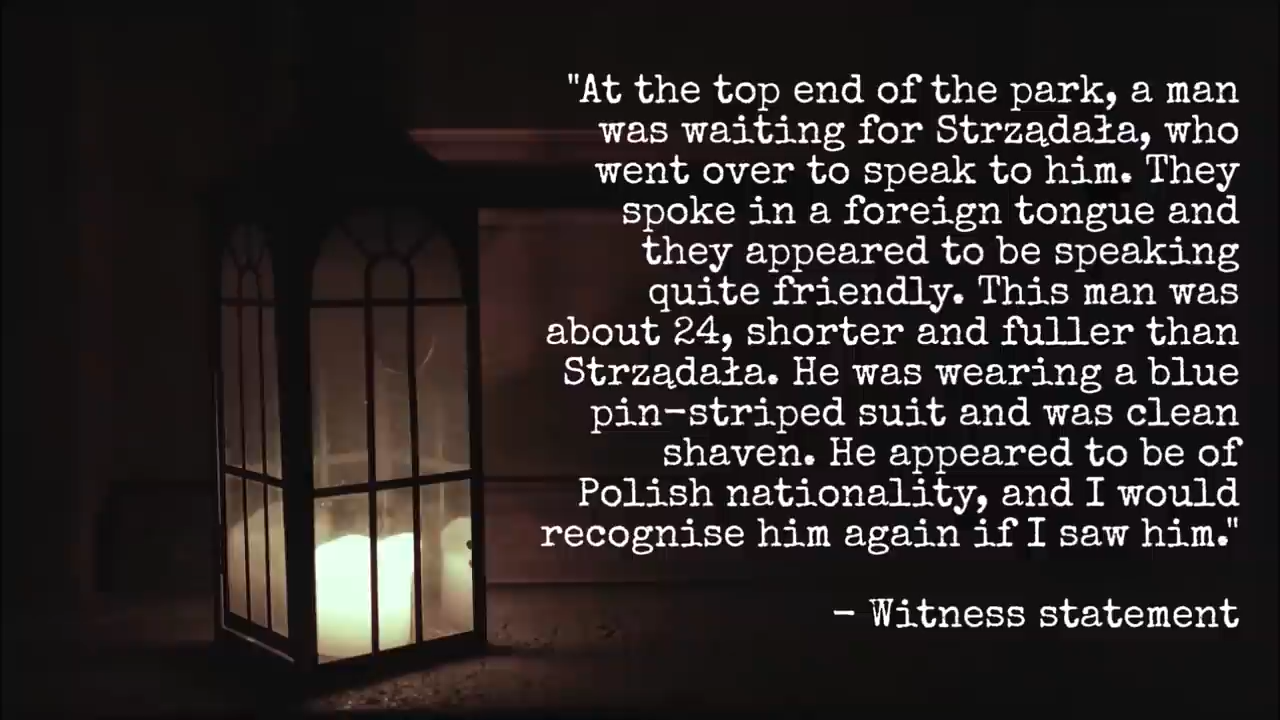 "At the top end of the park, a man
was waiting for Strządała, who
went over to speak to him. They
spoke in a foreign tongue and
they appeared to be speaking
quite friendly. This man was
about 24, shorter and fuller than
Strządała. He was wearing a blue
pin-striped suit and was clean
shaven. He appeared to be of
Polish nationality, and I would
recognise him again if I saw him."
- Witness statement